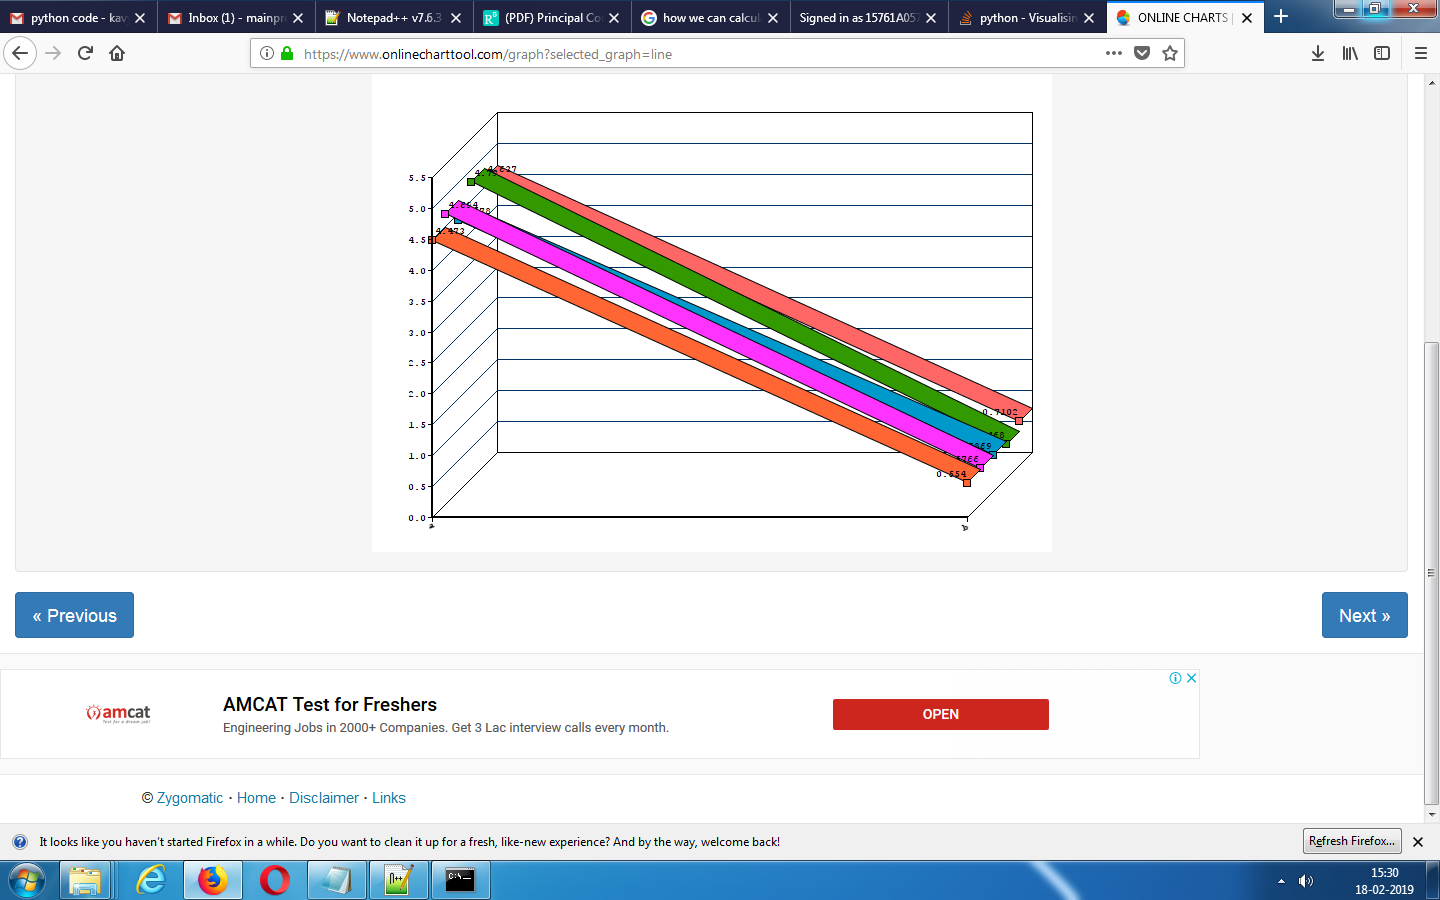 python code - kav
Inbox (1) - mainpr
Notepad++ v7.6.3
(PDF) Principal Co
how we can calcul
Signed in as 15761A057
python - Visualisin
ONLINE CHARTS |
https://www.onlinecharttool.com/graph?selected_graph=line
4.837
5.5
5.0
4.5
4.472
4.0
3.5
3.0
2.5
2.0
0.7102
1.5
1.0
0.554
0.5
0.0
« Previous
Next »
amcat
AMCAT Test for Freshers
Engineering Jobs in 2000+ Companies. Get 3 Lac interview calls every month.
OPEN
© Zygomatic · Home · Disclaimer · Links
It looks like you haven't started Firefox in a while. Do you want to clean it up for a fresh, like-new experience? And by the way, welcome back!
Refresh Firefox...
15:30
18-02-2019